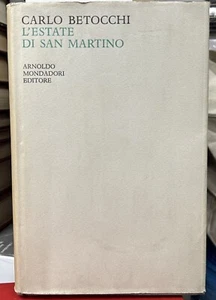 CARLO BETOCCHI
L'ESTATE
DI SAN MARTINO
ARNOLDO
MONDADORI
EDITORE